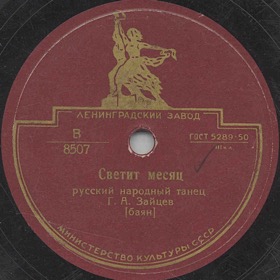 ЛЕНИНГРАДСКИЙ ЗАВОД
В
8507
ГОСТ 5289-50
Светит месяц
русский народный танец
Г. А. Зайцев
[баян]
МИНИСТЕРСТВО КУЛЬТУРЫ СССР